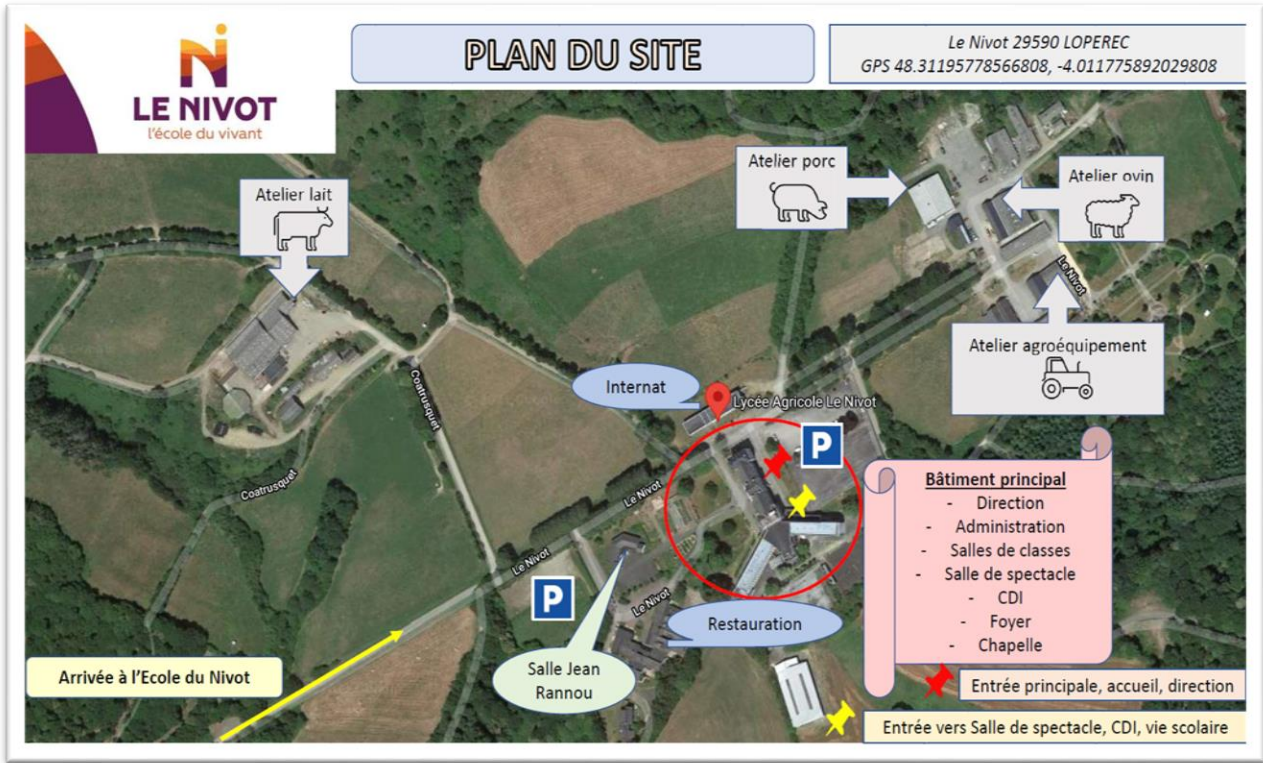 LE NIVOT
l'école du vivant
PLAN DU SITE
Le Nivot 29590 LOPEREC
GPS 48.31195778566808, -4.011775892029808
Atelier lait
Atelier porc
Atelier ovin
Le Nivot
Atelier agroéquipement
Internat
Lycée Agricole Le Nivot
P
Coatrusquet
Coatrusquet
Le Nivot
Le Nivot
P
Le Nivot
Restauration
Salle Jean
Rannou
Arrivée à l'Ecole du Nivot
Bâtiment principal
- Direction
- Administration
- Salles de classes
- Salle de spectacle
- CDI
- Foyer
- Chapelle
Entrée principale, accueil, direction
Entrée vers Salle de spectacle, CDI, vie scolaire